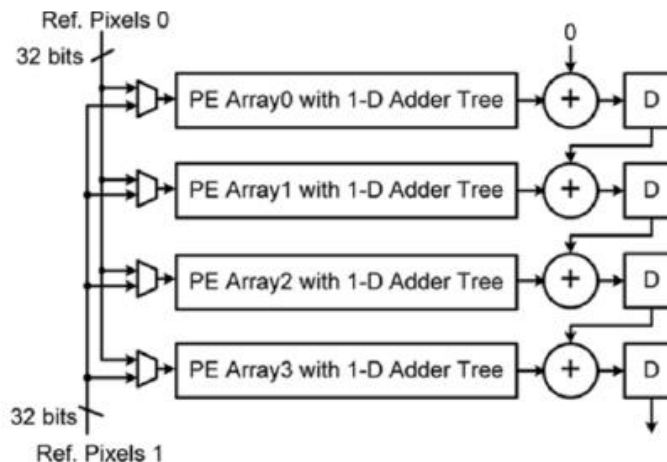 Ref. Pixels 0
32 bits
0
PE Array0 with 1-D Adder Tree
+
D
PE Array1 with 1-D Adder Tree
+
D
PE Array2 with 1-D Adder Tree
+
D
PE Array3 with 1-D Adder Tree
+
D
32 bits
Ref. Pixels 1